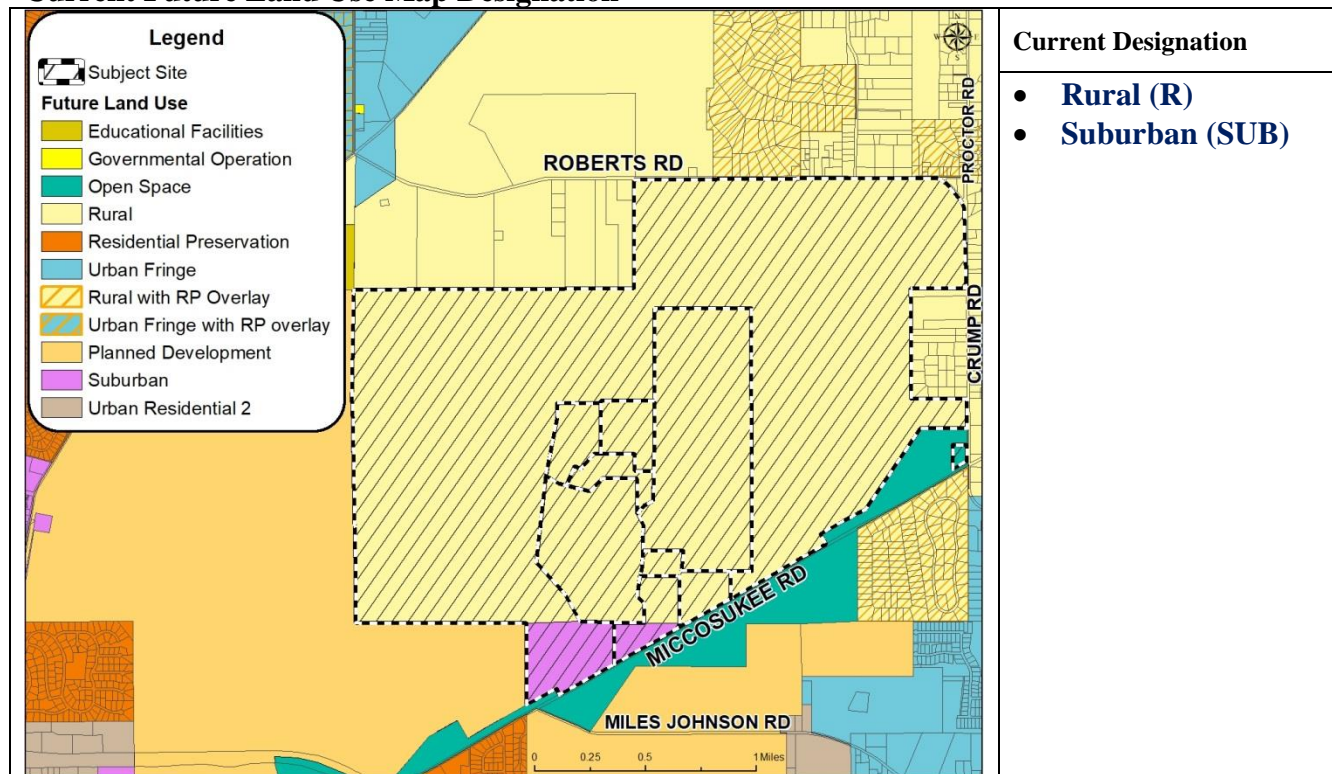 Current Future Land Use Map Designation
Legend
Subject Site
Future Land Use
Educational Facilities
Governmental Operation
Open Space
Rural
Residential Preservation
Urban Fringe
Rural with RP Overlay
Urban Fringe with RP overlay
Planned Development
Suburban
Urban Residential 2
N
W E
S
ROBERTS RD
PROCTOR RD
CRUMP RD
MICCOSUKEE RD
MILES JOHNSON RD
0 0.25 0.5 1 Miles
Current Designation
• Rural (R)
• Suburban (SUB)